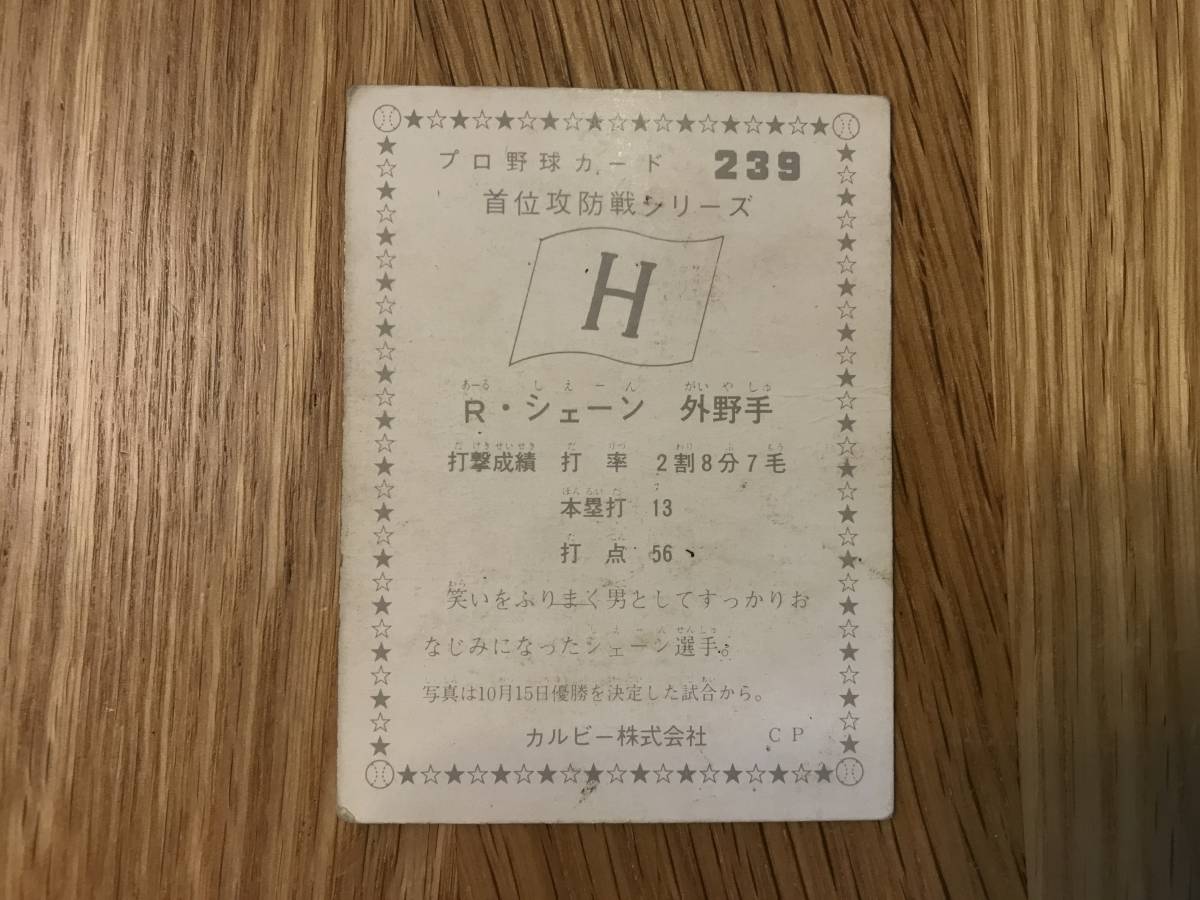 プロ野球カード 239
首位攻防戦シリーズ
H
あーる しぇーん がいやしゅ
R・シェーン 外野手
だげきせいせき だ りつ わり ぶ もう
打撃成績 打率 2割8分7毛
ほんるいだ
本塁打 13
だ てん
打点 56
笑いをふりまく男としてすっかりお
しぇーん せんしゅ
なじみになったシェーン選手。
写真は10月15日優勝を決定した試合から。
カルビー株式会社 CP